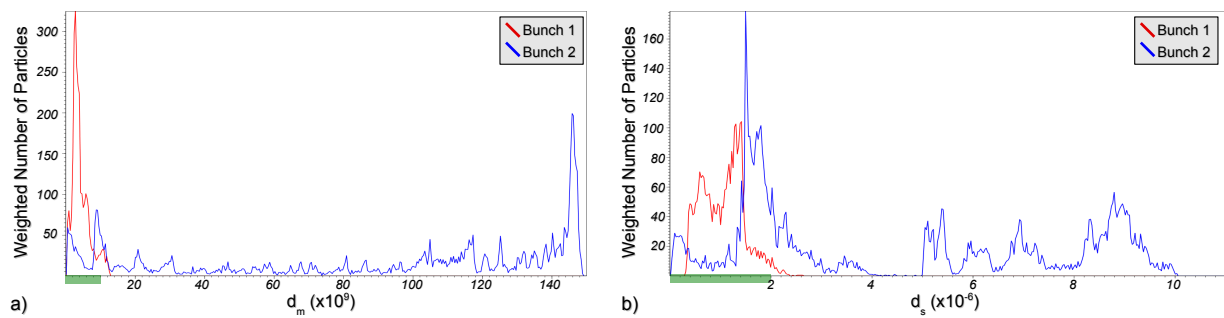 300
250
200
150
100
50
Weighted Number of Particles
Bunch 1
Bunch 2
20
40
60
80
100
120
140
a)
d_m (x10^9)
160
140
120
100
80
60
40
20
Weighted Number of Particles
Bunch 1
Bunch 2
2
4
6
8
10
b)
d_s (x10^-6)